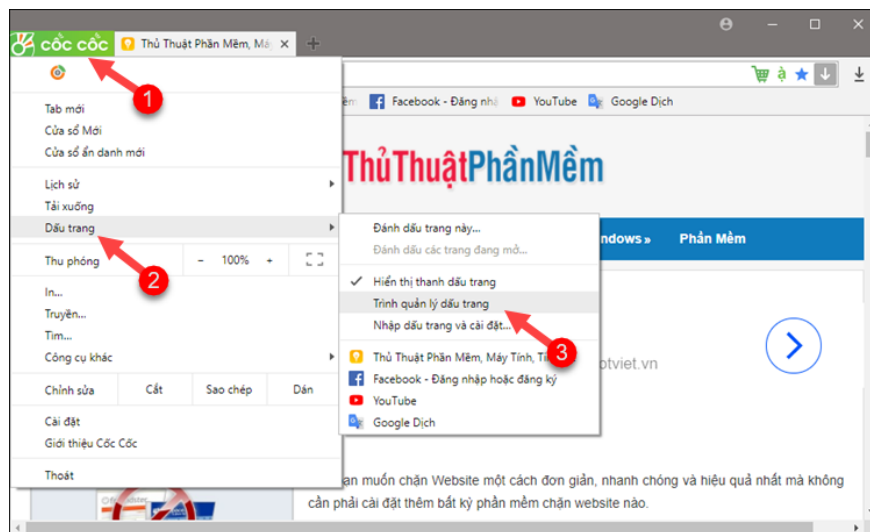 cốc cốc
Thủ Thuật Phần Mềm, Má
1
Facebook - Đăng nhậ
YouTube
Google Dịch
Tab mới
Cửa sổ Mới
Cửa sổ ẩn danh mới
ThủThuậtPhầnMềm
Lịch sử
Tải xuống
Dấu trang
2
Thu phóng
- 100% +
In...
Truyền...
Tìm...
Công cụ khác
Chỉnh sửa Cắt Sao chép Dán
Cài đặt
Giới thiệu Cốc Cốc
Thoát
Đánh dấu trang này...
Đánh dấu các trang đang mở...
Hiển thị thanh dấu trang
Trình quản lý dấu trang
Nhập dấu trang và cài đặt...
3
Thủ Thuật Phần Mềm, Máy Tính, Ti
Facebook - Đăng nhập hoặc đăng ký
YouTube
Google Dịch
ndows » Phần Mềm
otviet.vn
ạn muốn chặn Website một cách đơn giản, nhanh chóng và hiệu quả nhất mà không
cần phải cài đặt thêm bất kỳ phần mềm chặn website nào.